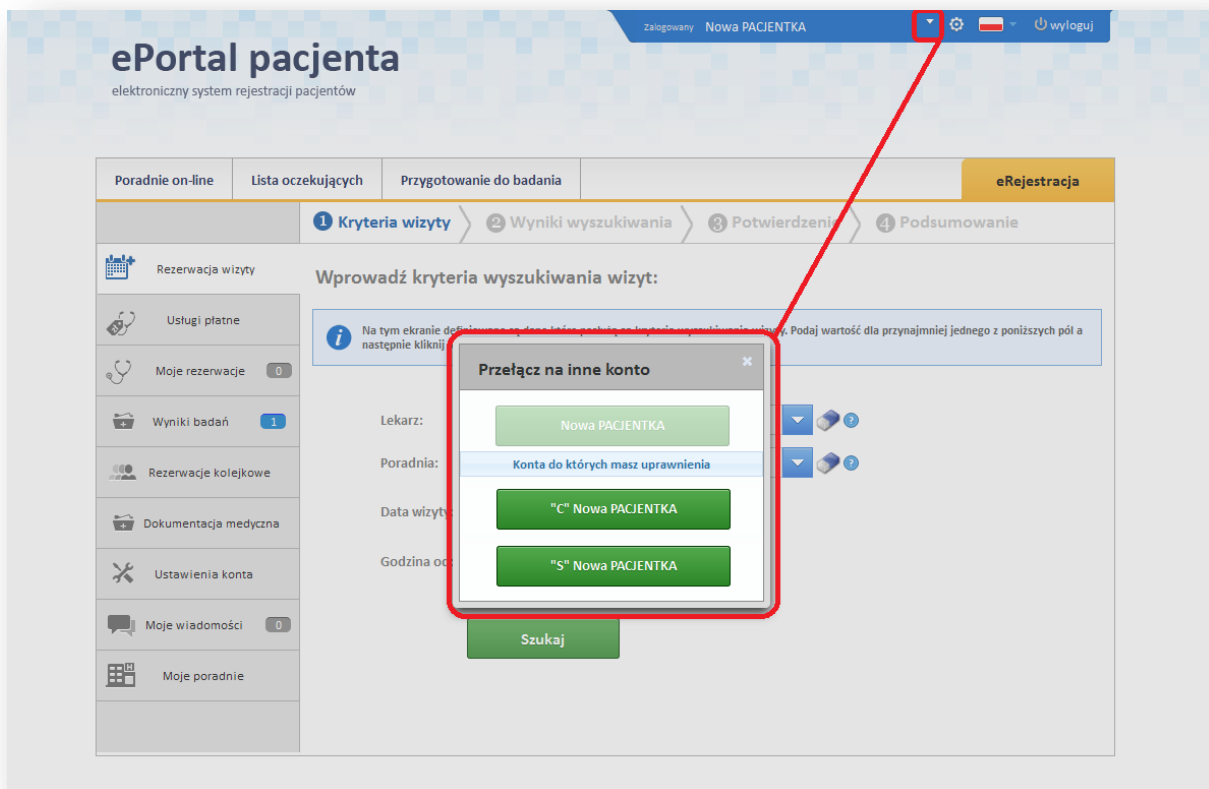 Zalogowany Nowa PACJENTKA
wyloguj
ePortal pacjenta
elektroniczny system rejestracji pacjentów
Poradnie on-line
Lista oczekujących
Przygotowanie do badania
eRejestracja
1 Kryteria wizyty
2 Wyniki wyszukiwania
3 Potwierdzenie
4 Podsumowanie
Rezerwacja wizyty
Usługi płatne
Moje rezerwacje 0
Wyniki badań 1
Rezerwacje kolejkowe
Dokumentacja medyczna
Ustawienia konta
Moje wiadomości 0
Moje poradnie
Wprowadź kryteria wyszukiwania wizyt:
Na tym ekranie definiowane są dane które posłużą za kryteria wyszukiwania wizyty. Podaj wartość dla przynajmniej jednego z poniższych pól a
następnie kliknij
Lekarz:
Poradnia:
Data wizyty:
Godzina od:
Przełącz na inne konto
Nowa PACJENTKA
Konta do których masz uprawnienia
"C" Nowa PACJENTKA
"S" Nowa PACJENTKA
Szukaj